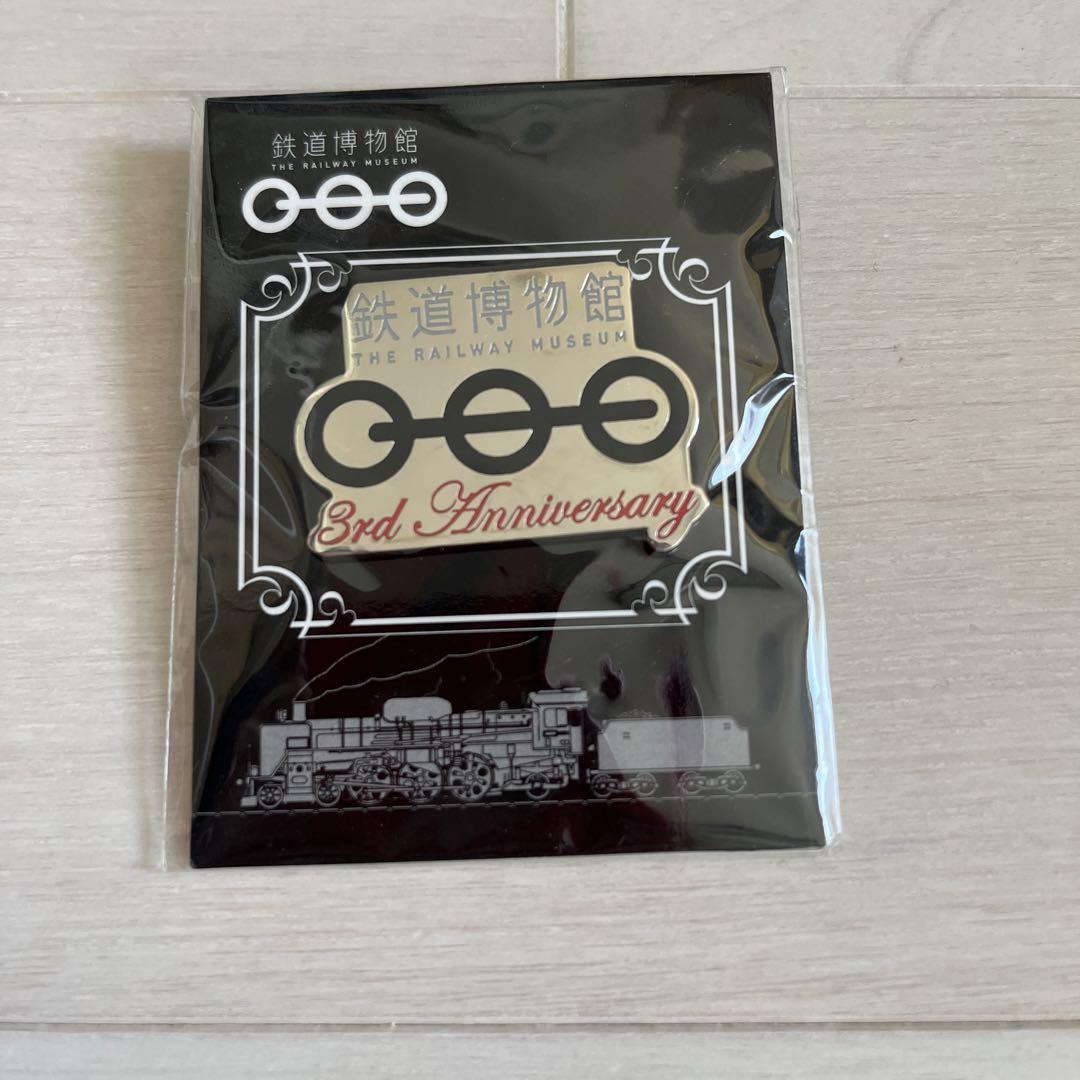 鉄道博物館
THE RAILWAY MUSEUM
鉄道博物館
THE RAILWAY MUSEUM
3rd Anniversary